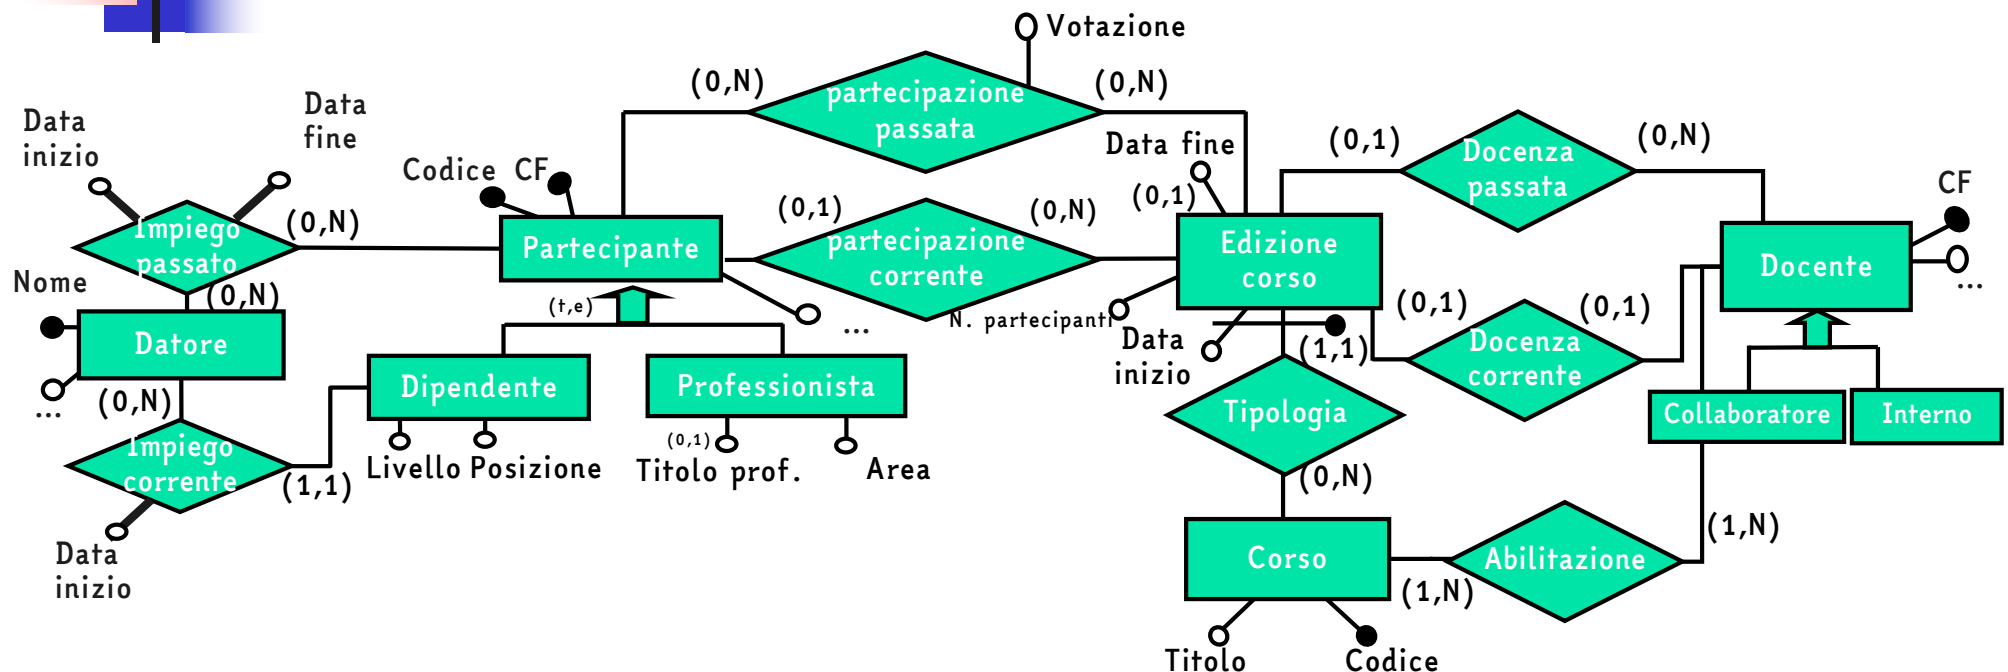 Votazione
(0,N)
partecipazione
passata
(0,N)
Data
inizio
Data
fine
Codice
CF
Data fine
(0,1)
Docenza
passata
(0,N)
CF
Impiego
passato
(0,N)
(0,1)
(0,N)
(0,1)
Partecipante
partecipazione
corrente
Edizione
corso
Docente
...
Nome
(0,N)
(t,e)
...
N. partecipanti
(0,1)
(0,1)
Datore
Data
inizio
(1,1)
Docenza
corrente
...
(0,N)
Dipendente
Professionista
Tipologia
Collaboratore
Interno
Impiego
corrente
(1,1)
Livello
Posizione
(0,1)
Titolo prof.
Area
(0,N)
Data
inizio
Corso
(1,N)
Abilitazione
(1,N)
Titolo
Codice